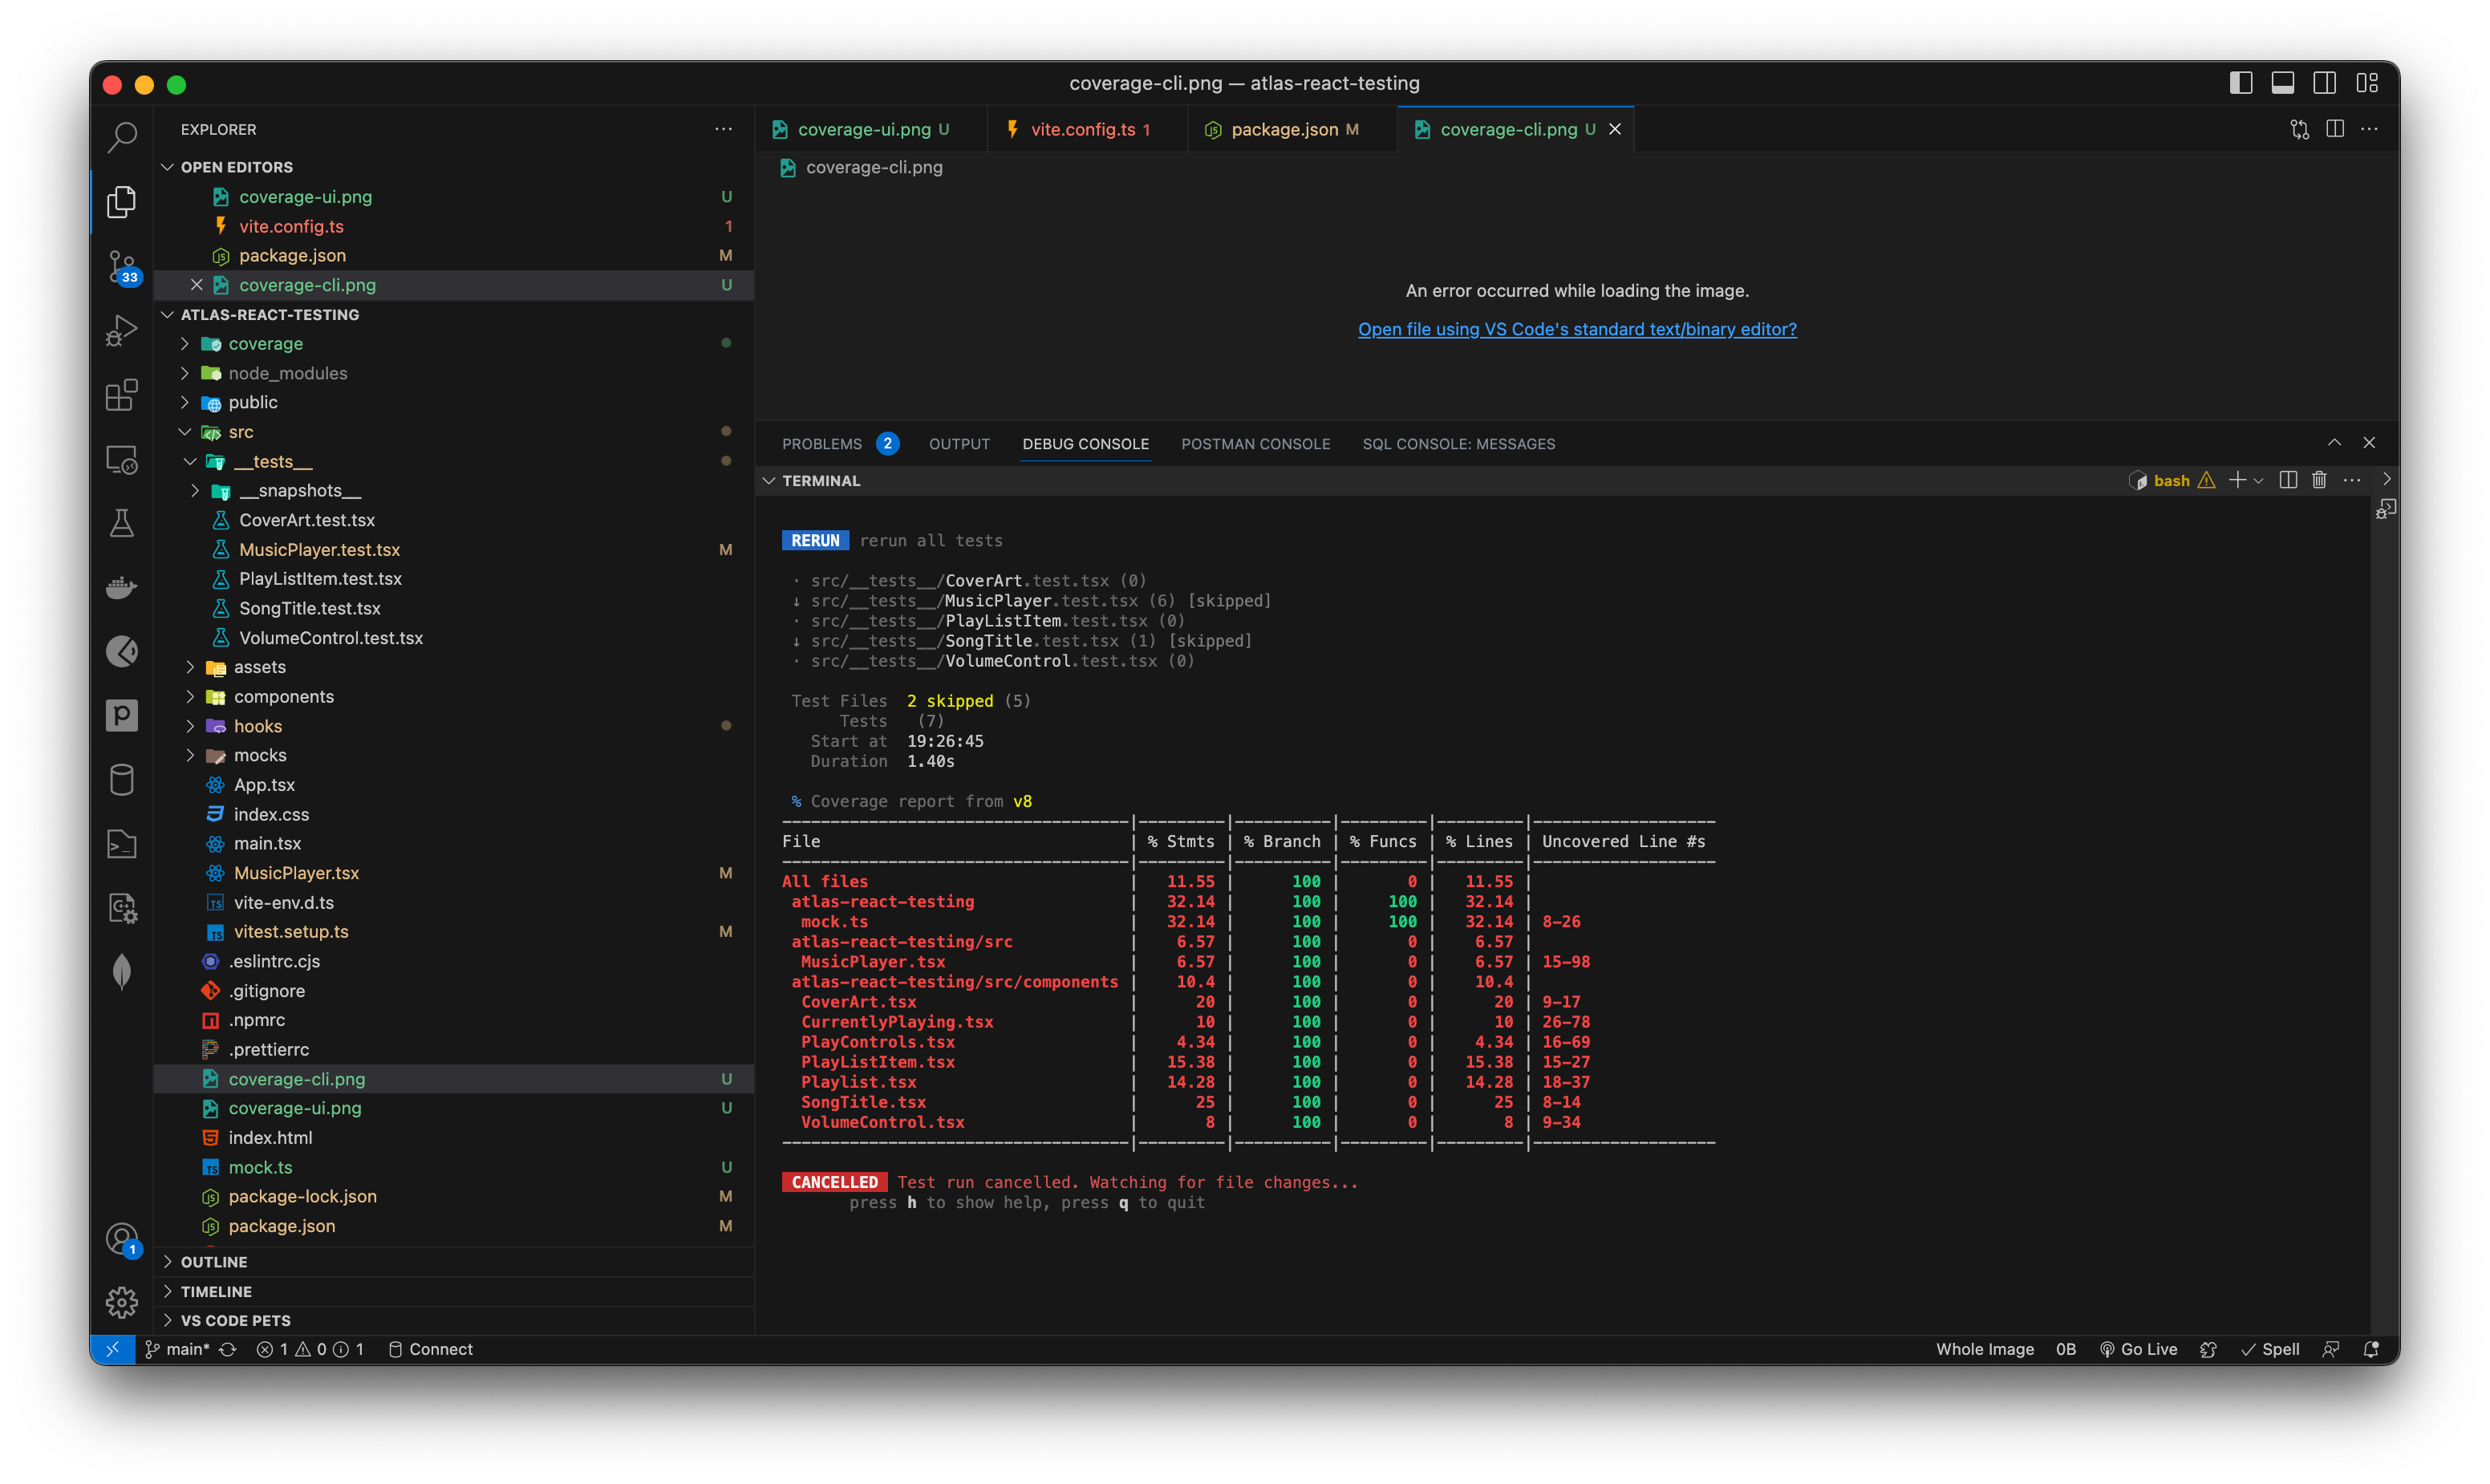 coverage-cli.png — atlas-react-testing
EXPLORER
OPEN EDITORS
coverage-ui.png U
vite.config.ts 1
package.json M
coverage-cli.png U
ATLAS-REACT-TESTING
coverage
node_modules
public
src
__tests__
__snapshots__
CoverArt.test.tsx
MusicPlayer.test.tsx M
PlayListItem.test.tsx
SongTitle.test.tsx
VolumeControl.test.tsx
assets
components
hooks
mocks
App.tsx
index.css
main.tsx
MusicPlayer.tsx M
vite-env.d.ts
vitest.setup.ts M
.eslintrc.cjs
.gitignore
.npmrc
.prettierrc
coverage-cli.png U
coverage-ui.png U
index.html
mock.ts U
package-lock.json M
package.json M
OUTLINE
TIMELINE
VS CODE PETS
33
1
coverage-ui.png U vite.config.ts 1 package.json M coverage-cli.png U
coverage-cli.png
An error occurred while loading the image.
Open file using VS Code's standard text/binary editor?
PROBLEMS 2 OUTPUT DEBUG CONSOLE POSTMAN CONSOLE SQL CONSOLE: MESSAGES
TERMINAL bash
RERUN rerun all tests
· src/__tests__/CoverArt.test.tsx (0)
↓ src/__tests__/MusicPlayer.test.tsx (6) [skipped]
· src/__tests__/PlayListItem.test.tsx (0)
↓ src/__tests__/SongTitle.test.tsx (1) [skipped]
· src/__tests__/VolumeControl.test.tsx (0)
Test Files 2 skipped (5)
Tests (7)
Start at 19:26:45
Duration 1.40s
% Coverage report from v8
File | % Stmts | % Branch | % Funcs | % Lines | Uncovered Line #s
All files | 11.55 | 100 | 0 | 11.55 |
atlas-react-testing | 32.14 | 100 | 100 | 32.14 |
mock.ts | 32.14 | 100 | 100 | 32.14 | 8-26
atlas-react-testing/src | 6.57 | 100 | 0 | 6.57 |
MusicPlayer.tsx | 6.57 | 100 | 0 | 6.57 | 15-98
atlas-react-testing/src/components | 10.4 | 100 | 0 | 10.4 |
CoverArt.tsx | 20 | 100 | 0 | 20 | 9-17
CurrentlyPlaying.tsx | 10 | 100 | 0 | 10 | 26-78
PlayControls.tsx | 4.34 | 100 | 0 | 4.34 | 16-69
PlayListItem.tsx | 15.38 | 100 | 0 | 15.38 | 15-27
Playlist.tsx | 14.28 | 100 | 0 | 14.28 | 18-37
SongTitle.tsx | 25 | 100 | 0 | 25 | 8-14
VolumeControl.tsx | 8 | 100 | 0 | 8 | 9-34
CANCELLED Test run cancelled. Watching for file changes...
press h to show help, press q to quit
main* 1 0 1 Connect Whole Image 0B Go Live Spell